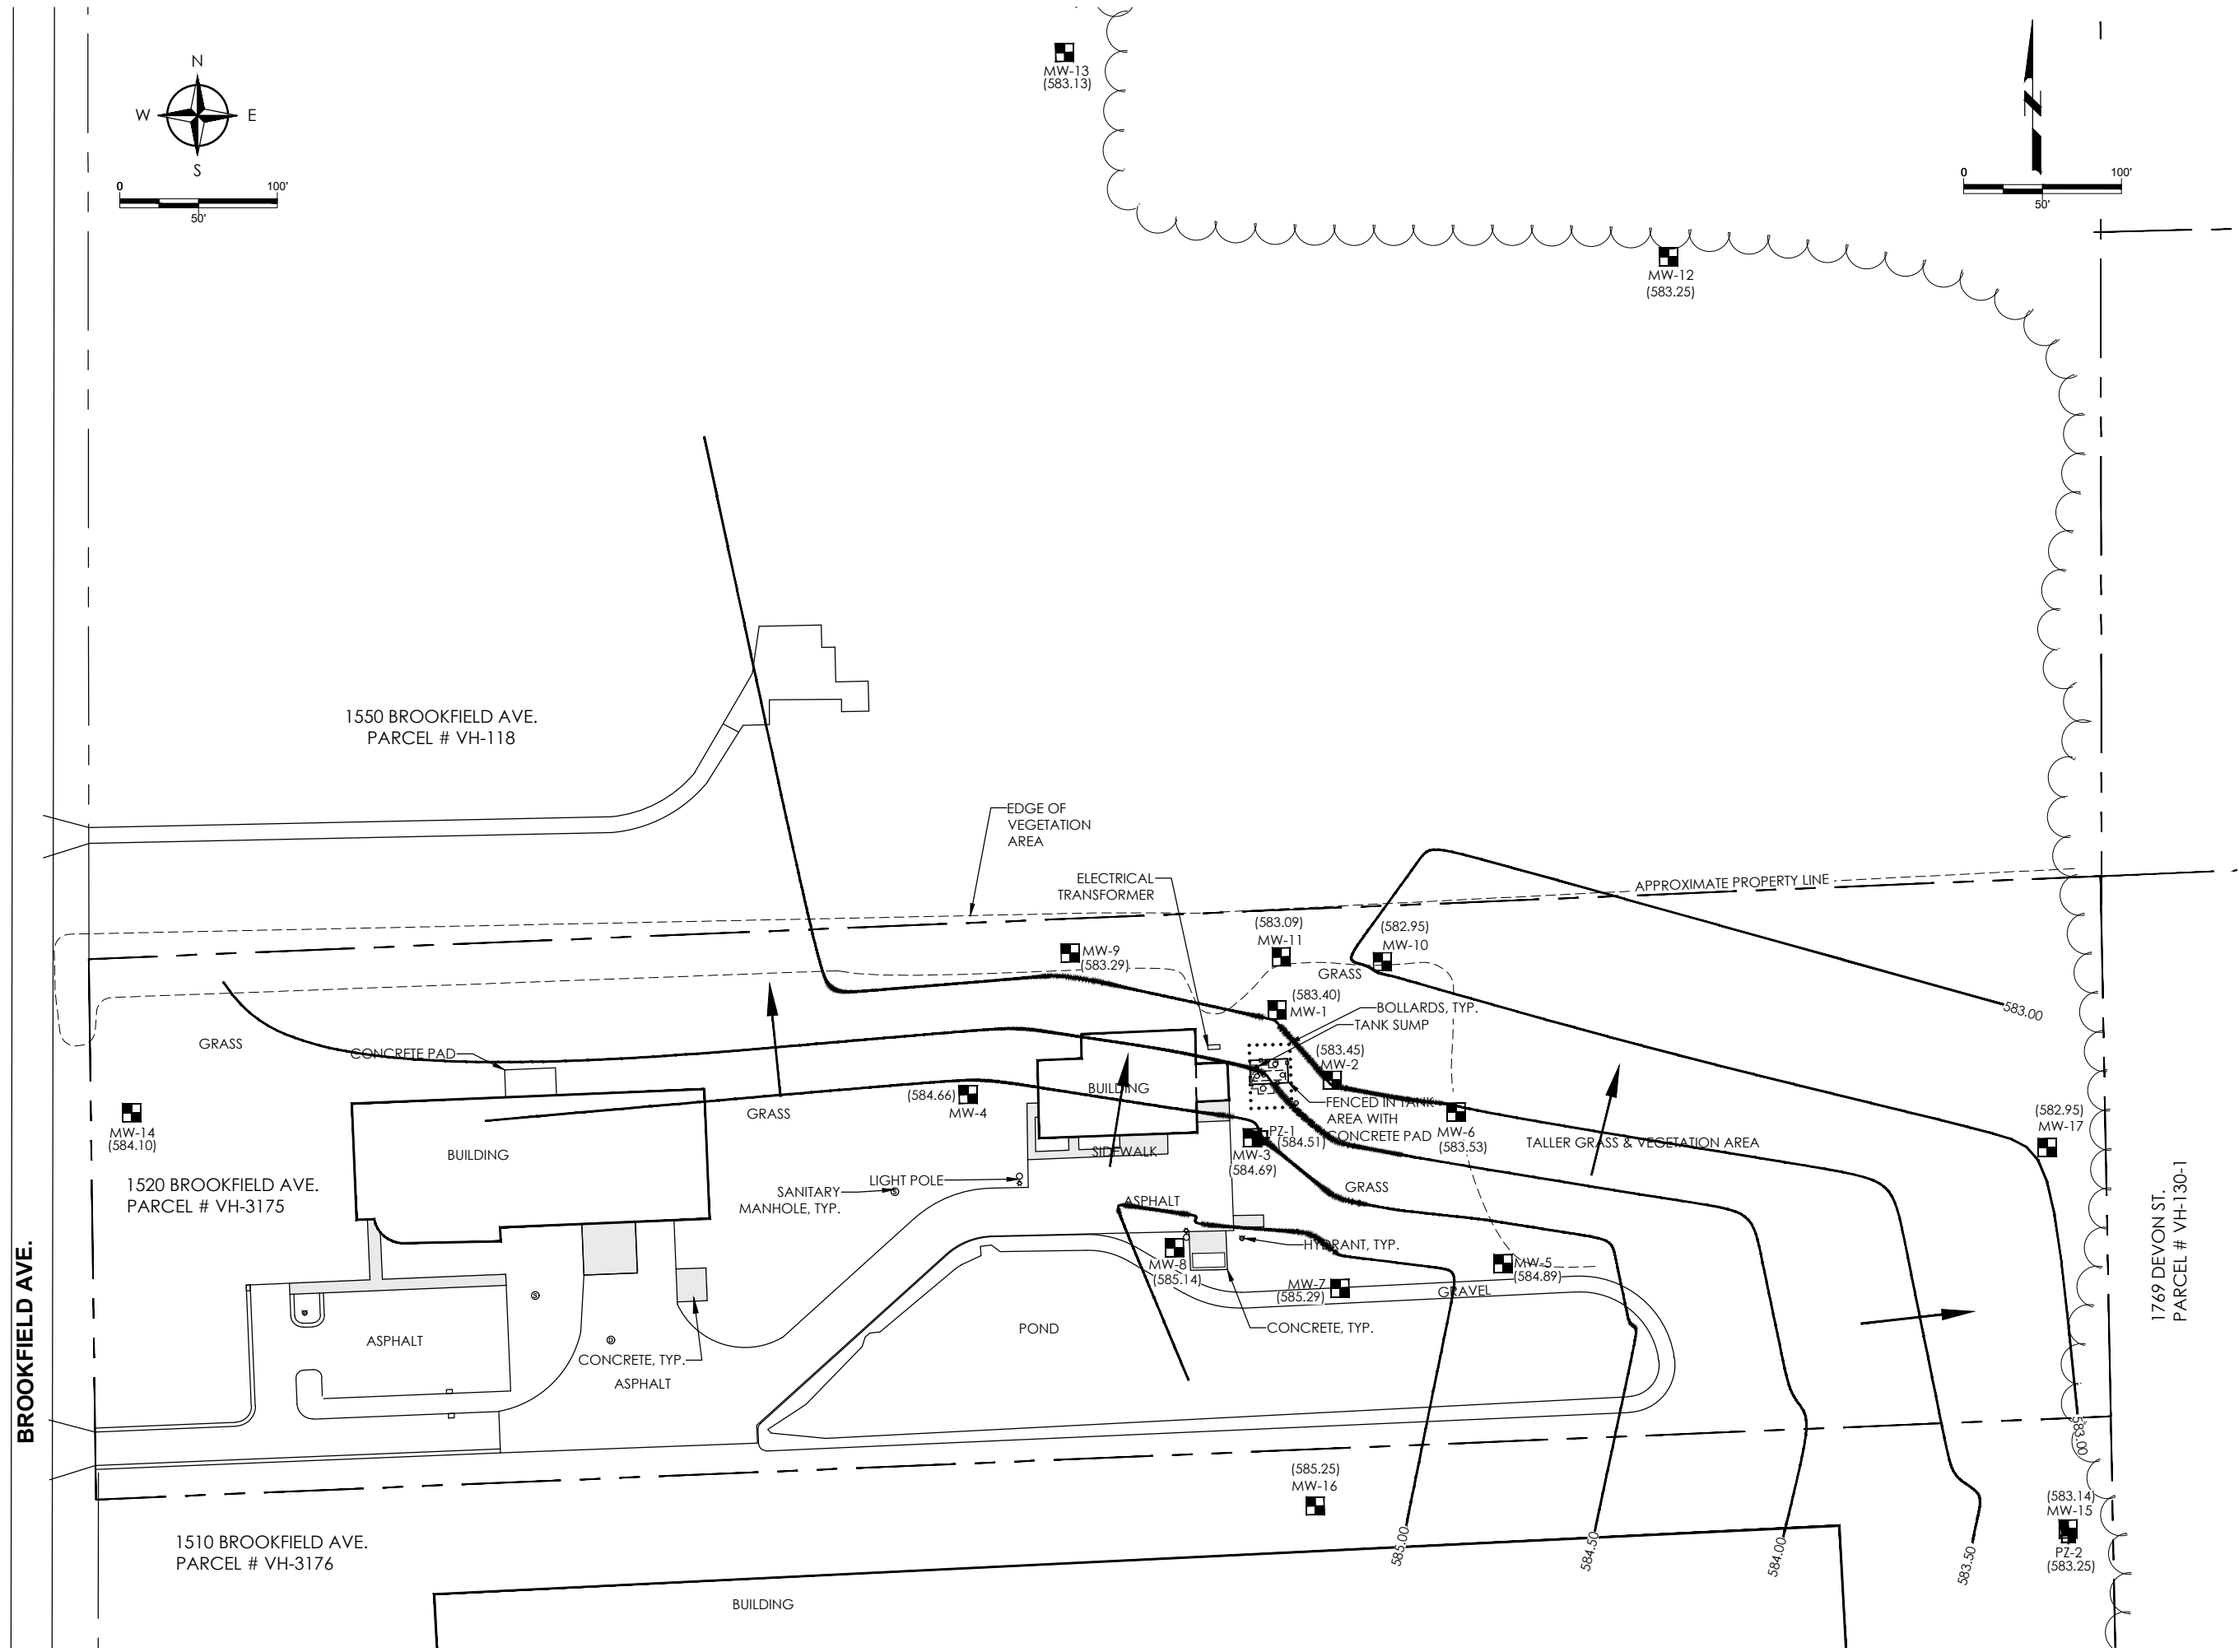 MW-13
(583.13)
N
W
E
S
0
100'
50'
N
0
100'
50'
MW-12
(583.25)
1550 BROOKFIELD AVE.
PARCEL # VH-118
EDGE OF
VEGETATION
AREA
ELECTRICAL
TRANSFORMER
APPROXIMATE PROPERTY LINE
MW-9
(583.29)
(583.09)
MW-11
(582.95)
MW-10
GRASS
583.00
(583.40)
MW-1
BOLLARDS, TYP.
TANK SUMP
GRASS
CONCRETE PAD
(583.45)
MW-2
BUILDING
(584.66)
MW-4
GRASS
FENCED IN TANK
AREA WITH
CONCRETE PAD
MW-14
(584.10)
PZ-1
(584.51)
MW-3
(584.69)
MW-6
(583.53)
TALLER GRASS & VEGETATION AREA
(582.95)
MW-17
BUILDING
SIDEWALK
1520 BROOKFIELD AVE.
PARCEL # VH-3175
LIGHT POLE
SANITARY
MANHOLE, TYP.
GRASS
ASPHALT
HYDRANT, TYP.
MW-8
(585.14)
MW-7
(585.29)
MW-5
(584.89)
GRAVEL
1769 DEVON ST.
PARCEL # VH-130-1
BROOKFIELD AVE.
ASPHALT
POND
CONCRETE, TYP.
CONCRETE, TYP.
ASPHALT
583.00
(585.25)
MW-16
(583.14)
MW-15
PZ-2
(583.25)
1510 BROOKFIELD AVE.
PARCEL # VH-3176
585.00
584.50
584.00
583.50
BUILDING